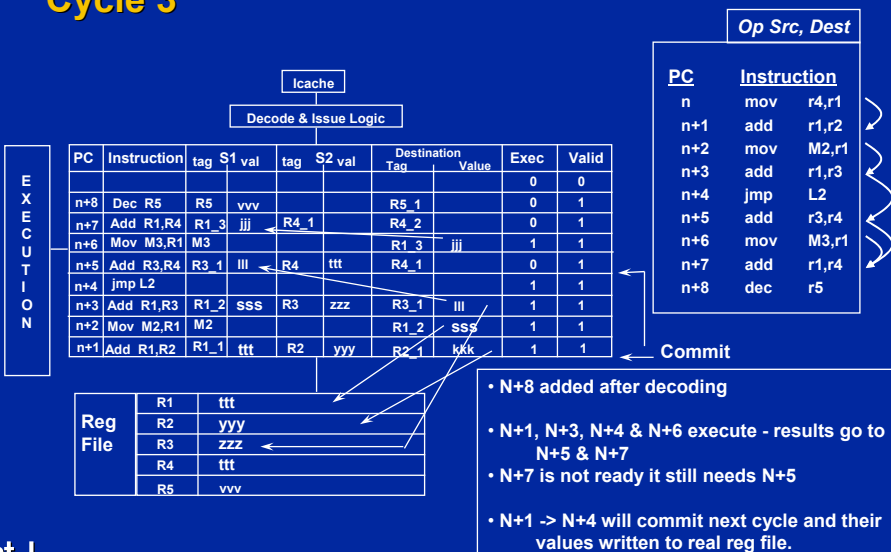 Cycle 3
Op Src, Dest
PC Instruction
n mov r4,r1
n+1 add r1,r2
n+2 mov M2,r1
n+3 add r1,r3
n+4 jmp L2
n+5 add r3,r4
n+6 mov M3,r1
n+7 add r1,r4
n+8 dec r5
Icache
Decode & Issue Logic
EXECUTION
PC Instruction tag S1 val tag S2 val Destination Tag Value Exec Valid
0 0
n+8 Dec R5 R5 vvv R5_1 0 1
n+7 Add R1,R4 R1_3 jjj R4_1 R4_2 0 1
n+6 Mov M3,R1 M3 R1_3 jjj 1 1
n+5 Add R3,R4 R3_1 lll R4 ttt R4_1 0 1
n+4 jmp L2 1 1
n+3 Add R1,R3 R1_2 sss R3 zzz R3_1 lll 1 1
n+2 Mov M2,R1 M2 R1_2 sss 1 1
n+1 Add R1,R2 R1_1 ttt R2 yyy R2_1 kkk 1 1
Commit
Reg File
R1 ttt
R2 yyy
R3 zzz
R4 ttt
R5 vvv
• N+8 added after decoding
• N+1, N+3, N+4 & N+6 execute - results go to
N+5 & N+7
• N+7 is not ready it still needs N+5
• N+1 -> N+4 will commit next cycle and their
values written to real reg file.